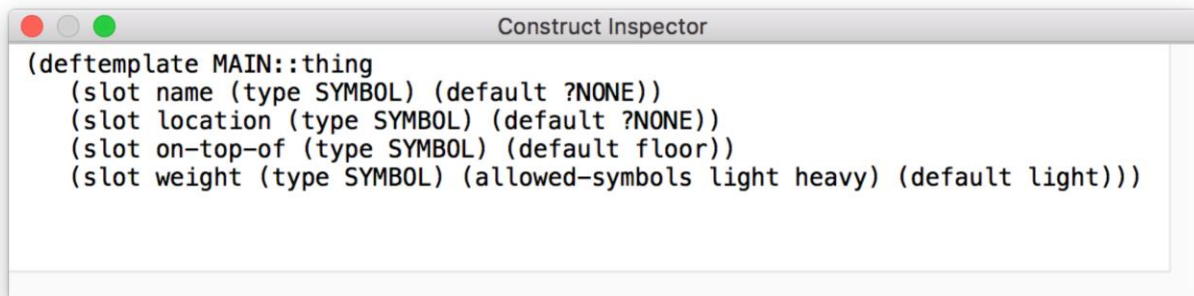 Construct Inspector
(deftemplate MAIN::thing
(slot name (type SYMBOL) (default ?NONE))
(slot location (type SYMBOL) (default ?NONE))
(slot on-top-of (type SYMBOL) (default floor))
(slot weight (type SYMBOL) (allowed-symbols light heavy) (default light)))